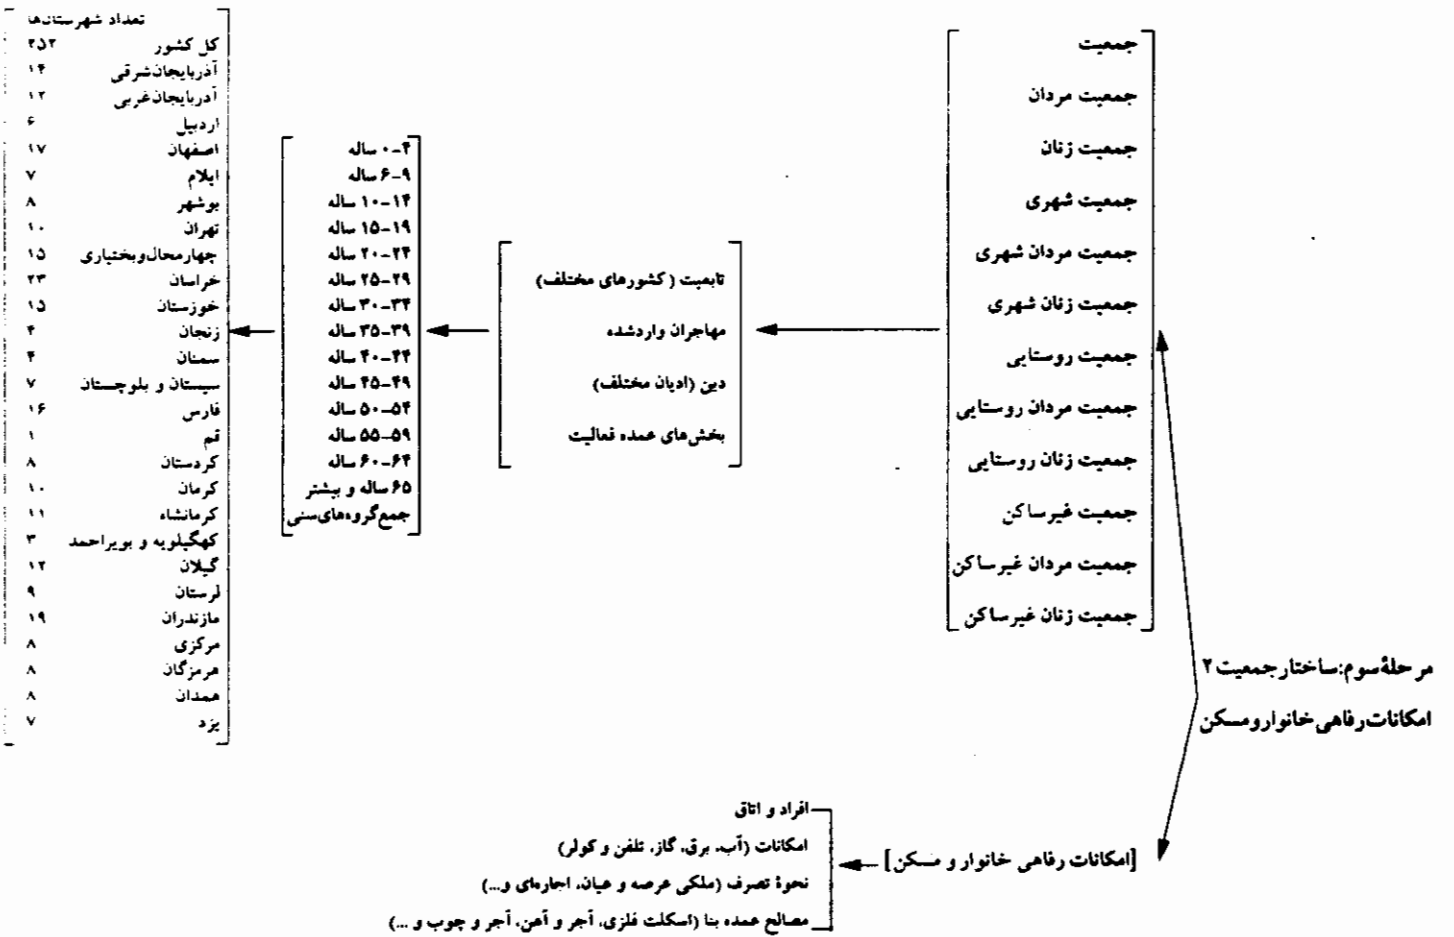 مرحلهٔ سوم: ساختار جمعیت ۲
امکانات رفاهی خانوار و مسکن
جمعیت
جمعیت مردان
جمعیت زنان
جمعیت شهری
جمعیت مردان شهری
جمعیت زنان شهری
جمعیت روستایی
جمعیت مردان روستایی
جمعیت زنان روستایی
جمعیت غیرساکن
جمعیت مردان غیرساکن
جمعیت زنان غیرساکن
تابعیت (کشورهای مختلف)
مهاجران واردشده
دین (ادیان مختلف)
بخش‌های عمده فعالیت
۰-۴ ساله
۶-۹ ساله
۱۰-۱۴ ساله
۱۵-۱۹ ساله
۲۰-۲۴ ساله
۲۵-۲۹ ساله
۳۰-۳۴ ساله
۳۵-۳۹ ساله
۴۰-۴۴ ساله
۴۵-۴۹ ساله
۵۰-۵۴ ساله
۵۵-۵۹ ساله
۶۰-۶۴ ساله
۶۵ ساله و بیشتر
جمع گروه‌های سنی
تعداد شهرستان‌ها
کل کشور ۲۵۲
آذربایجان‌شرقی ۱۴
آذربایجان‌غربی ۱۲
اردبیل ۶
اصفهان ۱۷
ایلام ۷
بوشهر ۸
تهران ۱۰
چهارمحال‌وبختیاری ۱۵
خراسان ۲۳
خوزستان ۱۵
زنجان ۴
سمنان ۴
سیستان و بلوچستان ۷
فارس ۱۶
قم ۱
کردستان ۸
کرمان ۱۰
کرمانشاه ۱۱
کهگیلویه و بویراحمد ۳
گیلان ۱۲
لرستان ۹
مازندران ۱۹
مرکزی ۸
هرمزگان ۸
همدان ۸
یزد ۷
[امکانات رفاهی خانوار و مسکن]
افراد و اتاق
امکانات (آب، برق، گاز، تلفن و کولر)
نحوهٔ تصرف (ملکی عرصه و عیان، اجاره‌ای و...)
مصالح عمده بنا (اسکلت فلزی، آجر و آهن، آجر و چوب و ...)